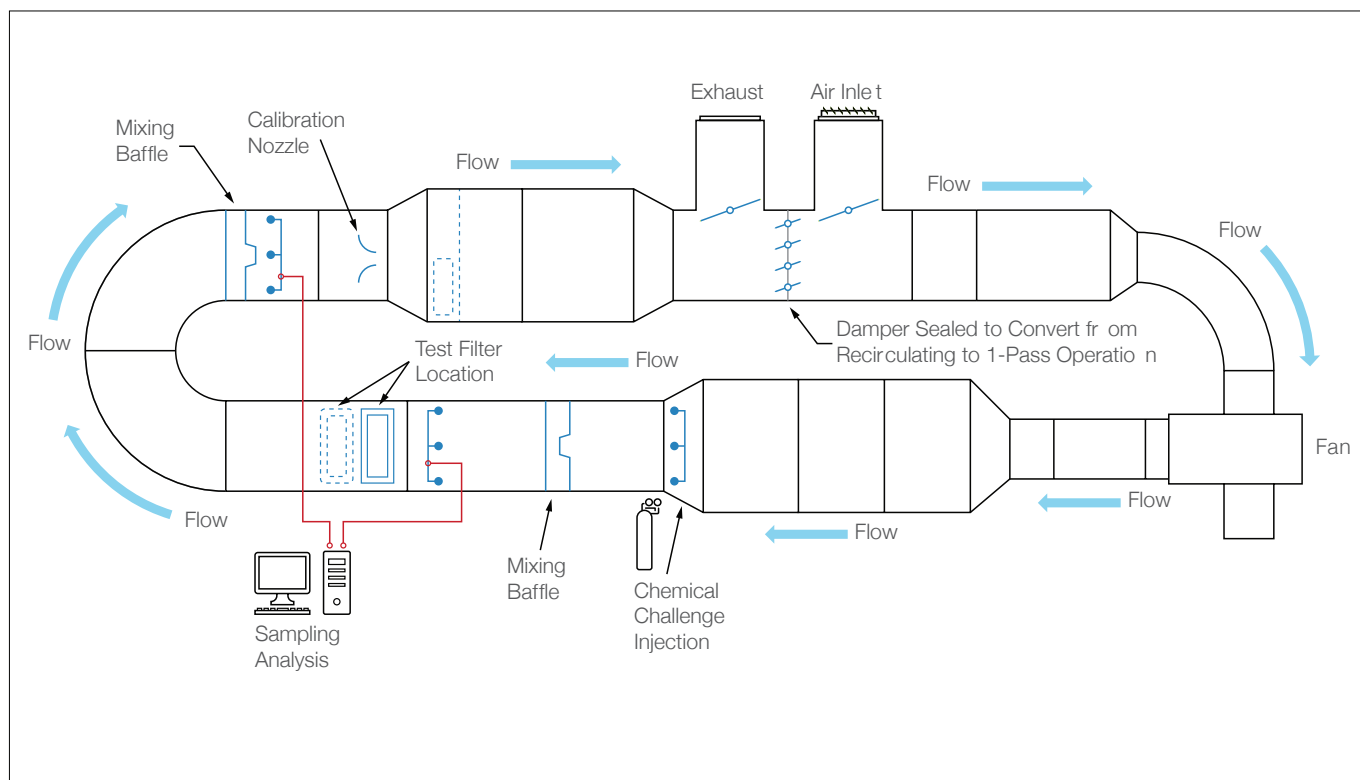 Exhaust
Air Inle t
Calibration
Nozzle
Mixing
Baffle
Flow
Flow
Flow
Damper Sealed to Convert fr om
Recirculating to 1-Pass Operatio n
Flow
Test Filter
Location
Flow
Fan
Flow
Flow
Flow
Mixing
Baffle
Chemical
Challenge
Injection
Sampling
Analysis